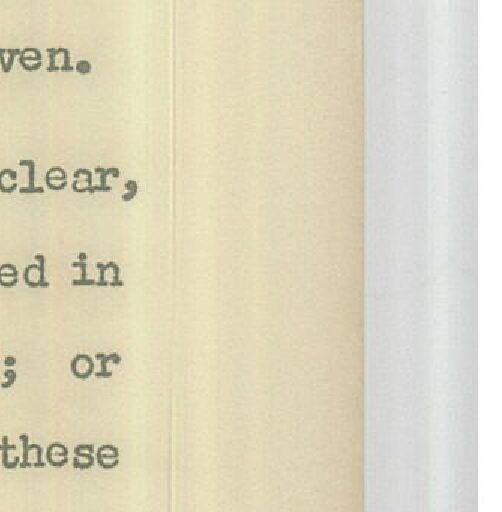 ven.
clear,
ed in
; or
these